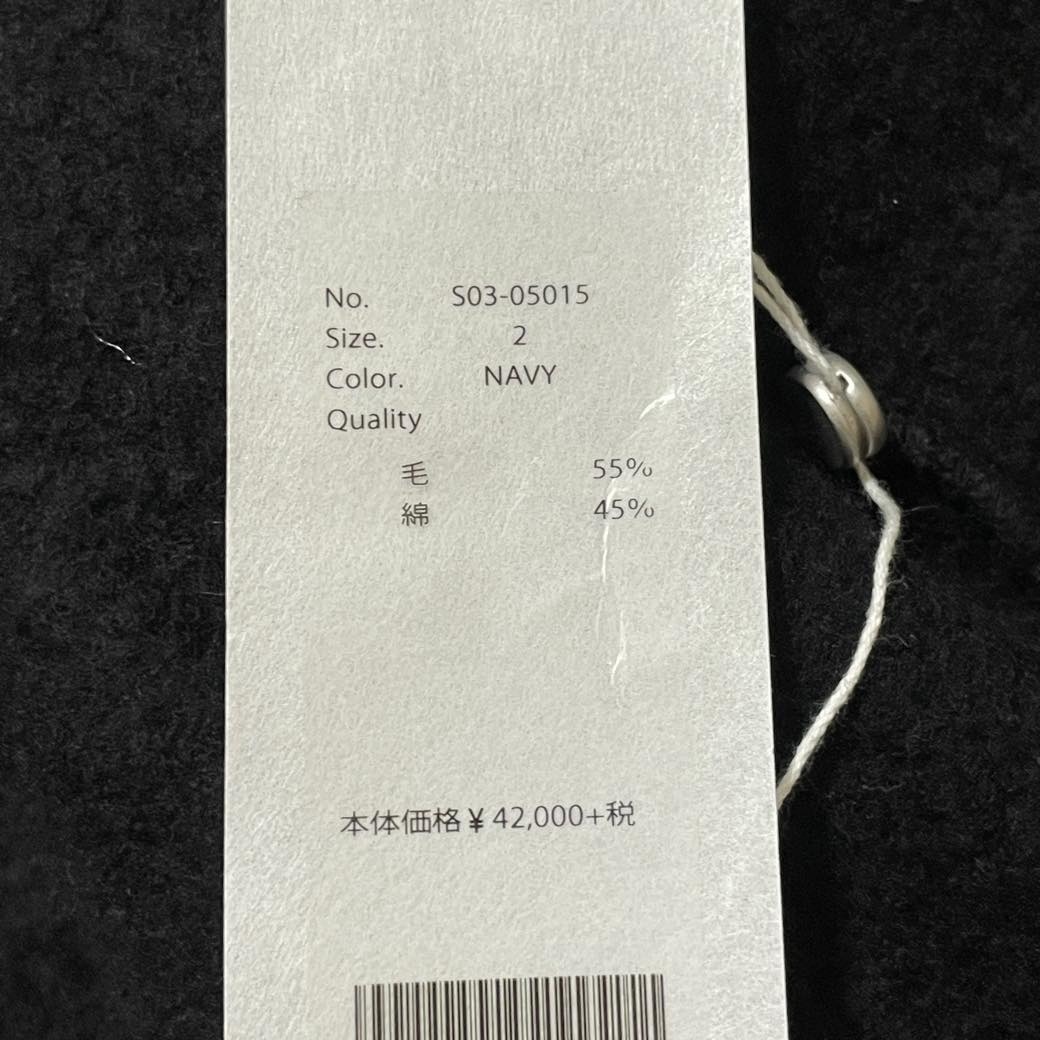 No. S03-05015
Size. 2
Color. NAVY
Quality
毛 55%
綿 45%
本体価格¥42,000+税